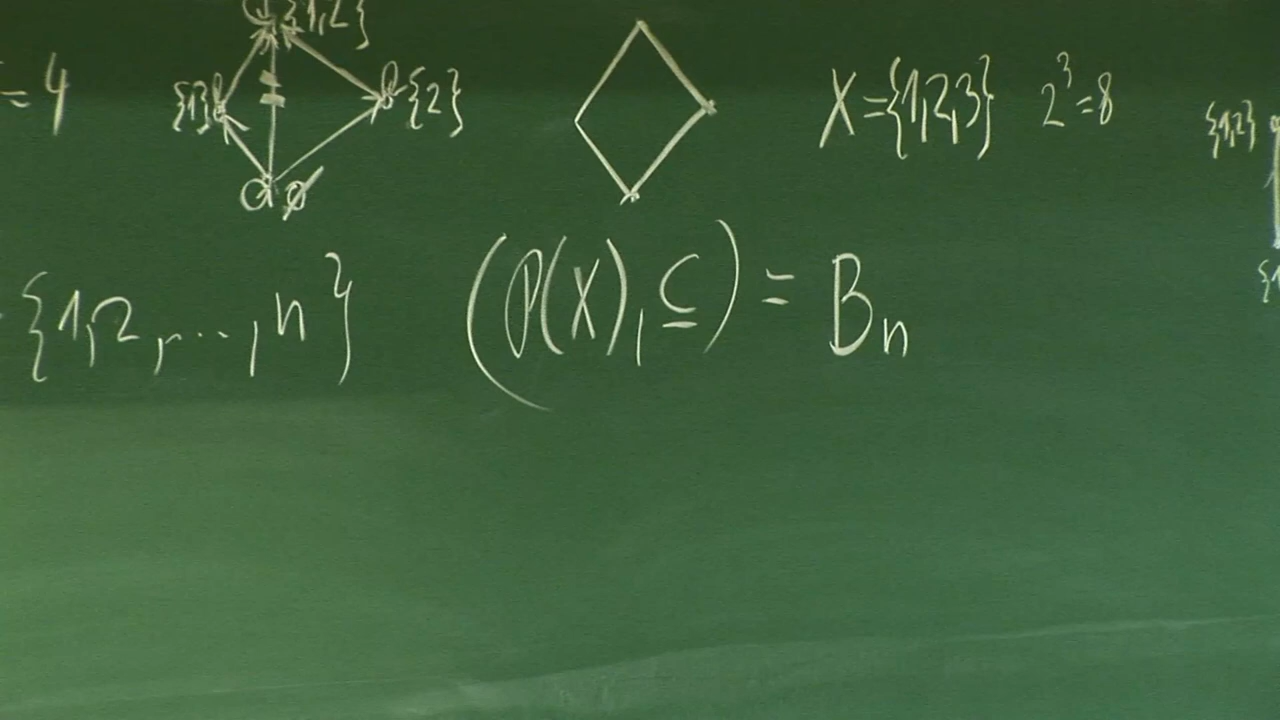 = 4 {1,2} {1} {2} ∅ X = {1,2,3} 2³ = 8 {1,2}
{1,2,...,n} (P(X), ⊆) = Bₙ